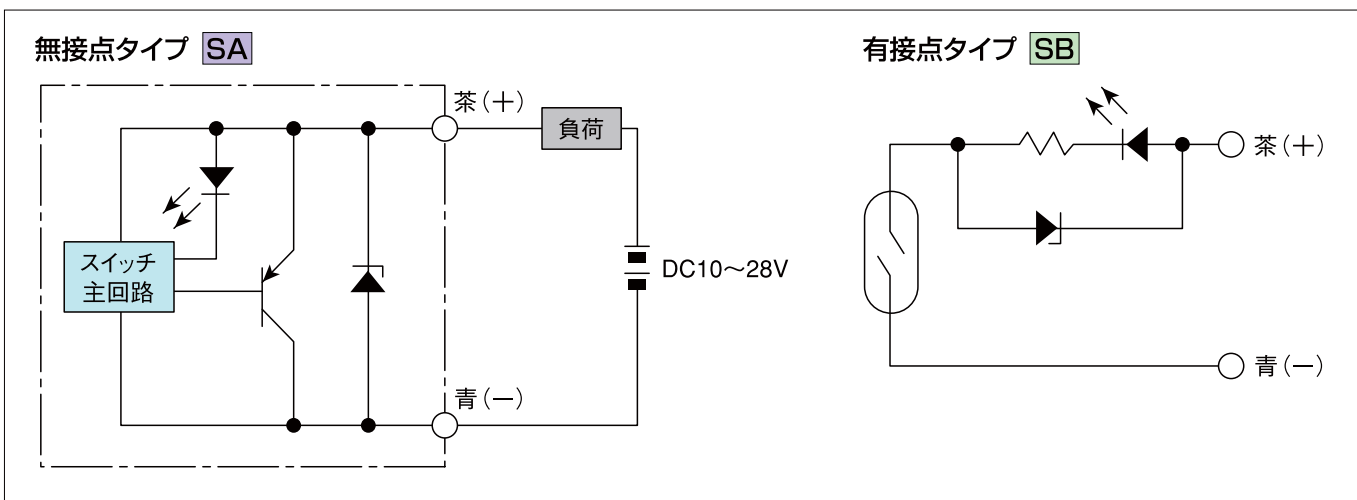 無接点タイプ SA
茶(＋)
負荷
スイッチ
主回路
DC10～28V
青(－)
有接点タイプ SB
茶(＋)
青(－)